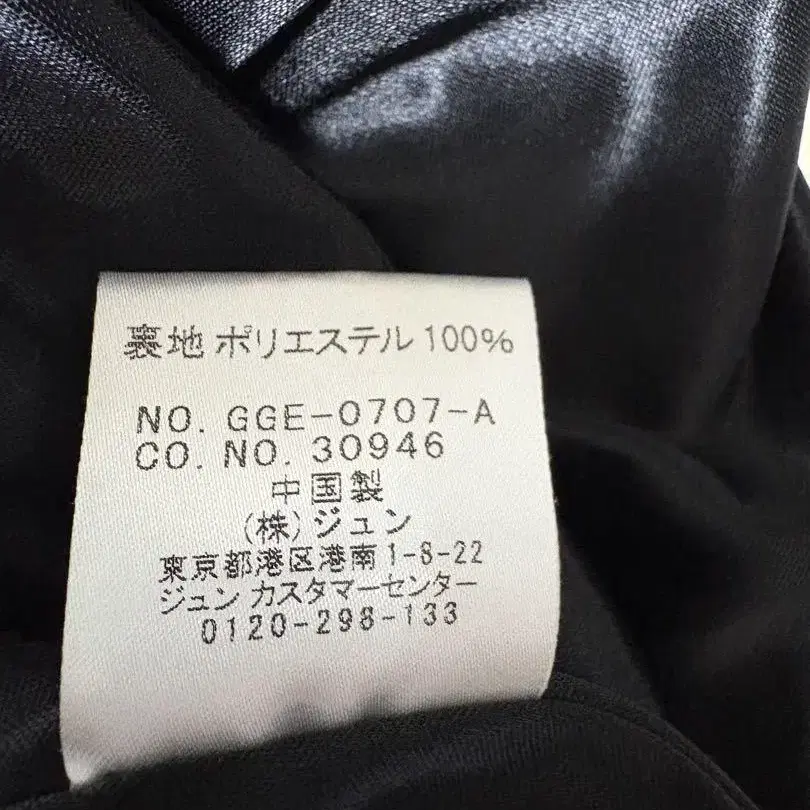 裏地 ポリエステル 100%
NO. GGE-0707-A
CO. NO. 30946
中国製
(株)ジュン
東京都港区港南1-8-22
ジュン カスタマーセンター
0120-298-133